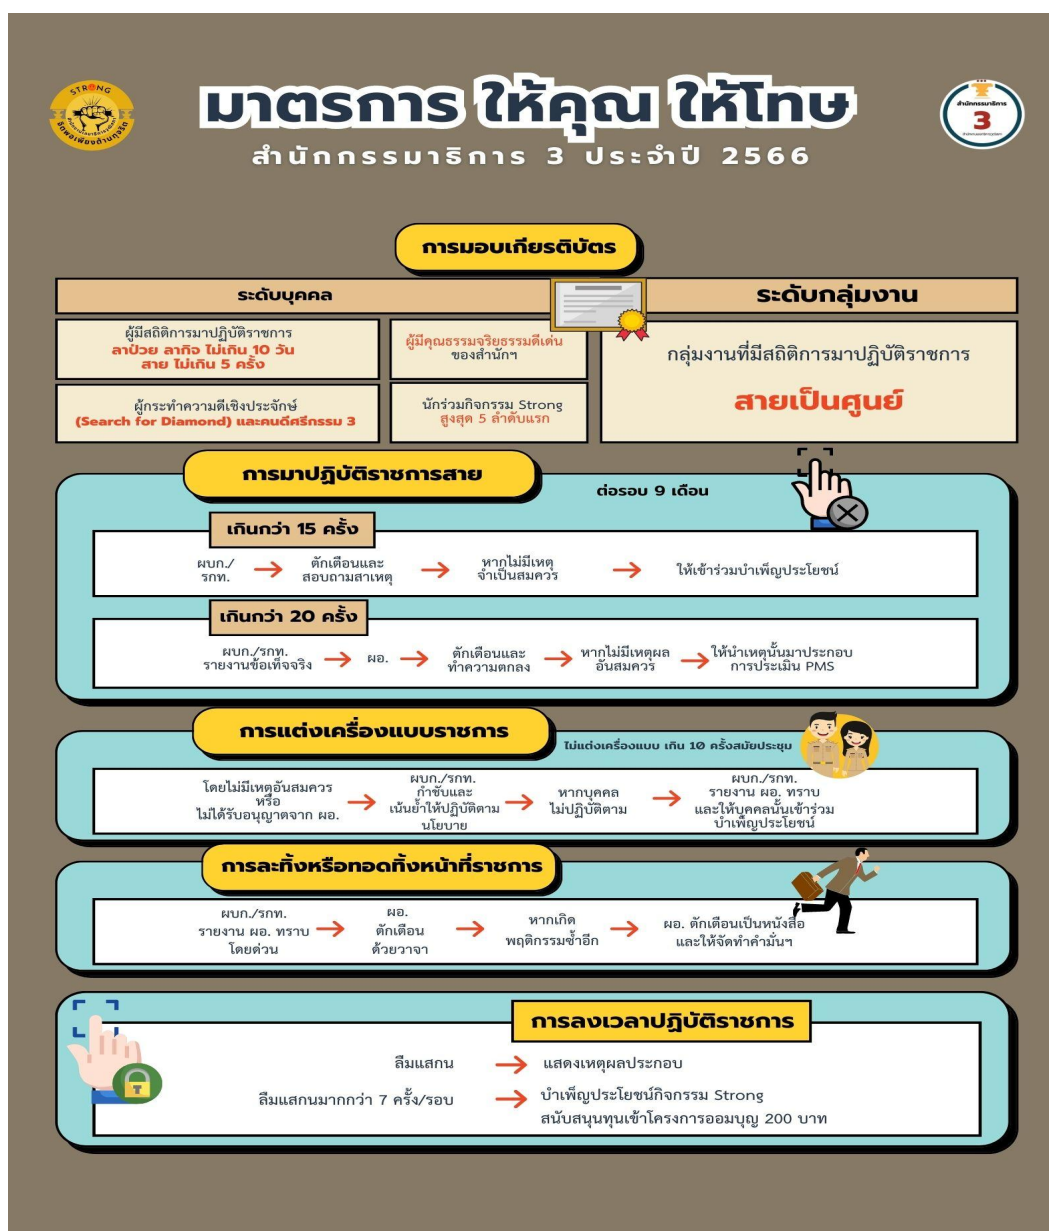 STRONG
จิตพอเพียงต้านทุจริต
มาตรการ ให้คุณ ให้โทษ
สำนักกรรมาธิการ 3 ประจำปี 2566
สำนักกรรมาธิการ
3
การมอบเกียรติบัตร
ระดับบุคคล
ผู้มีสถิติการมาปฏิบัติราชการ
ลาป่วย ลากิจ ไม่เกิน 10 วัน
สาย ไม่เกิน 5 ครั้ง
ผู้มีคุณธรรมจริยธรรมดีเด่น
ของสำนักฯ
ผู้กระทำความดีเชิงประจักษ์
(Search for Diamond) และคนดีศรีกรรม 3
นักร่วมกิจกรรม Strong
สูงสุด 5 ลำดับแรก
ระดับกลุ่มงาน
กลุ่มงานที่มีสถิติการมาปฏิบัติราชการ
สายเป็นศูนย์
การมาปฏิบัติราชการสาย
ต่อรอบ 9 เดือน
เกินกว่า 15 ครั้ง
ผบก./
รกท.
ตักเตือนและ
สอบถามสาเหตุ
หากไม่มีเหตุ
จำเป็นสมควร
ให้เข้าร่วมบำเพ็ญประโยชน์
เกินกว่า 20 ครั้ง
ผบก./รกท.
รายงานข้อเท็จจริง
ผอ.
ตักเตือนและ
ทำความตกลง
หากไม่มีเหตุผล
อันสมควร
ให้นำเหตุนั้นมาประกอบ
การประเมิน PMS
การแต่งเครื่องแบบราชการ
ไม่แต่งเครื่องแบบ เกิน 10 ครั้งสมัยประชุม
โดยไม่มีเหตุอันสมควร
หรือ
ไม่ได้รับอนุญาตจาก ผอ.
ผบก./รกท.
กำชับและ
เน้นย้ำให้ปฏิบัติตาม
นโยบาย
หากบุคคล
ไม่ปฏิบัติตาม
ผบก./รกท.
รายงาน ผอ. ทราบ
และให้บุคคลนั้นเข้าร่วม
บำเพ็ญประโยชน์
การละทิ้งหรือทอดทิ้งหน้าที่ราชการ
ผบก./รกท.
รายงาน ผอ. ทราบ
โดยด่วน
ผอ.
ตักเตือน
ด้วยวาจา
หากเกิด
พฤติกรรมซ้ำอีก
ผอ. ตักเตือนเป็นหนังสือ
และให้จัดทำคำมั่นฯ
การลงเวลาปฏิบัติราชการ
ลืมแสกน
แสดงเหตุผลประกอบ
ลืมแสกนมากกว่า 7 ครั้ง/รอบ
บำเพ็ญประโยชน์กิจกรรม Strong
สนับสนุนทุนเข้าโครงการออมบุญ 200 บาท